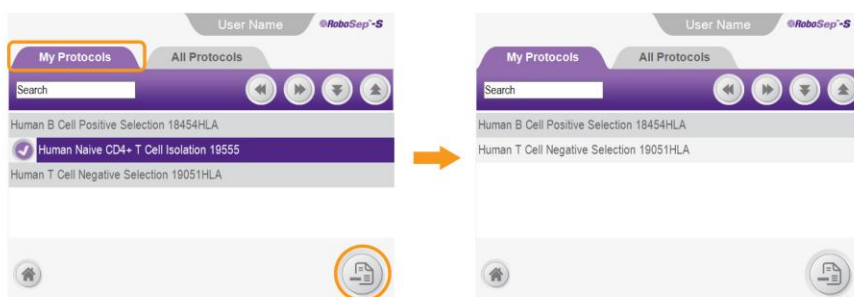 User Name RoboSep®-S
My Protocols All Protocols
Search
Human B Cell Positive Selection 18454HLA
Human Naive CD4+ T Cell Isolation 19555
Human T Cell Negative Selection 19051HLA
User Name RoboSep®-S
My Protocols All Protocols
Search
Human B Cell Positive Selection 18454HLA
Human T Cell Negative Selection 19051HLA